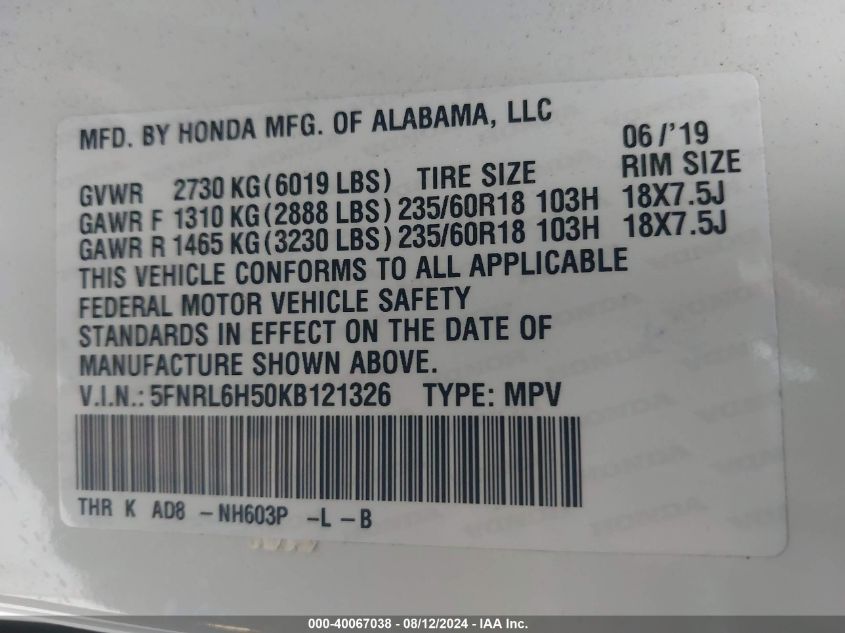 MFD. BY HONDA MFG. OF ALABAMA, LLC
06/'19
GVWR 2730 KG(6019 LBS) TIRE SIZE RIM SIZE
GAWR F 1310 KG(2888 LBS) 235/60R18 103H 18X7.5J
GAWR R 1465 KG(3230 LBS) 235/60R18 103H 18X7.5J
THIS VEHICLE CONFORMS TO ALL APPLICABLE
FEDERAL MOTOR VEHICLE SAFETY
STANDARDS IN EFFECT ON THE DATE OF
MANUFACTURE SHOWN ABOVE.
V.I.N.: 5FNRL6H50KB121326 TYPE: MPV
THR K AD8 -NH603P -L -B
000-40067038 - 08/12/2024 - IAA Inc.